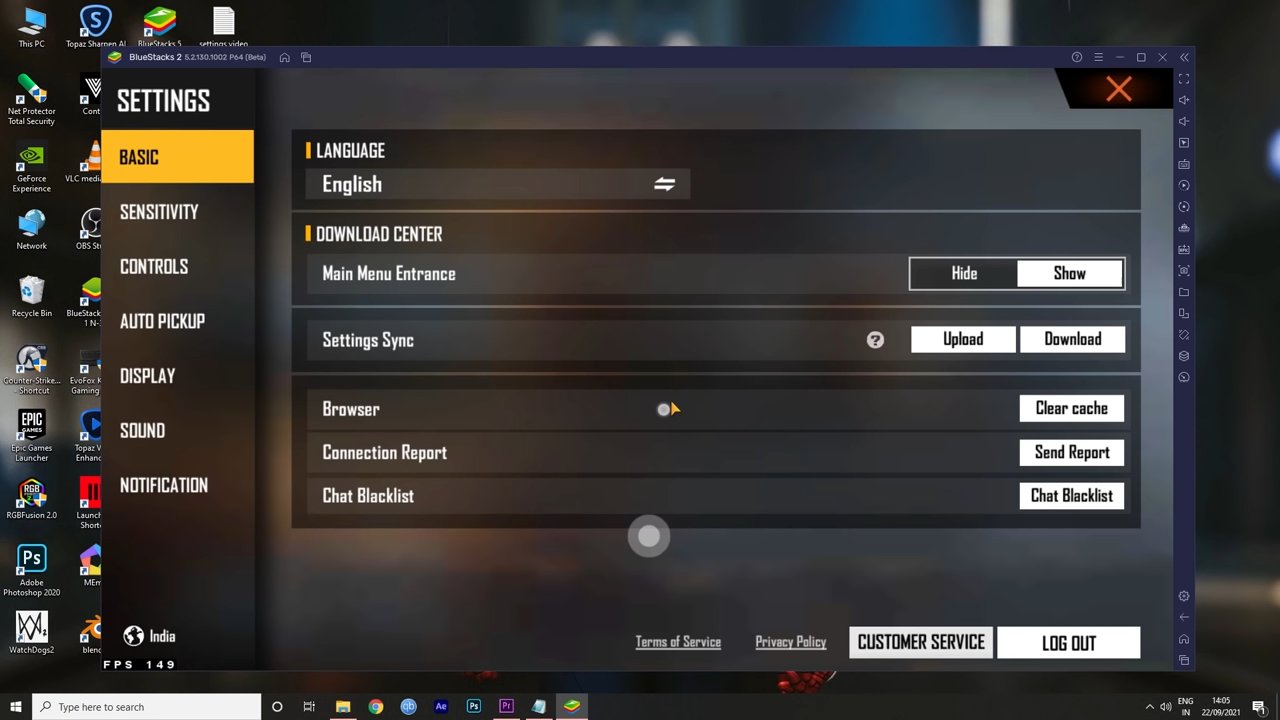 This PC
Topaz Sharpen AI
BlueStacks 5
settings video
BlueStacks 2 5.2.130.1002 P64 (Beta)
Net Protector
Total Security
GeForce
Experience
Network
OBS
Recycle Bin
Counter-Strike...
Shortcut
Gaming
Epic Games
Launcher
RGBFusion 2.0
Adobe
Photoshop 2020
WatchDogs2
SETTINGS
BASIC
SENSITIVITY
CONTROLS
AUTO PICKUP
DISPLAY
SOUND
NOTIFICATION
India
FPS 149
LANGUAGE
English
DOWNLOAD CENTER
Main Menu Entrance
Hide
Show
Settings Sync
?
Upload
Download
Browser
Clear cache
Connection Report
Send Report
Chat Blacklist
Chat Blacklist
Terms of Service
Privacy Policy
CUSTOMER SERVICE
LOG OUT
Type here to search
ENG
IN
14:05
22/09/2021